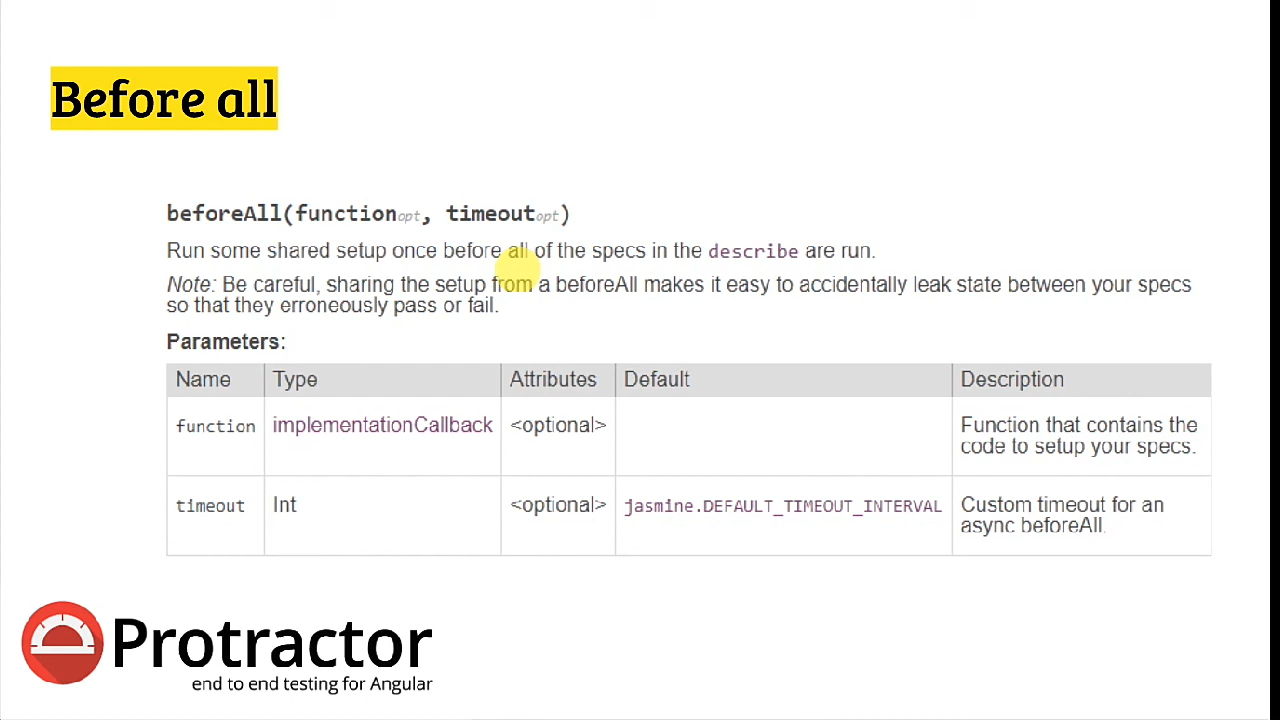 Before all
beforeAll(function opt, timeout opt)
Run some shared setup once before all of the specs in the describe are run.
Note: Be careful, sharing the setup from a beforeAll makes it easy to accidentally leak state between your specs
so that they erroneously pass or fail.
Parameters:
Name Type Attributes Default Description
function implementationCallback <optional> Function that contains the
code to setup your specs.
timeout Int <optional> jasmine.DEFAULT_TIMEOUT_INTERVAL Custom timeout for an
async beforeAll.
Protractor
end to end testing for Angular